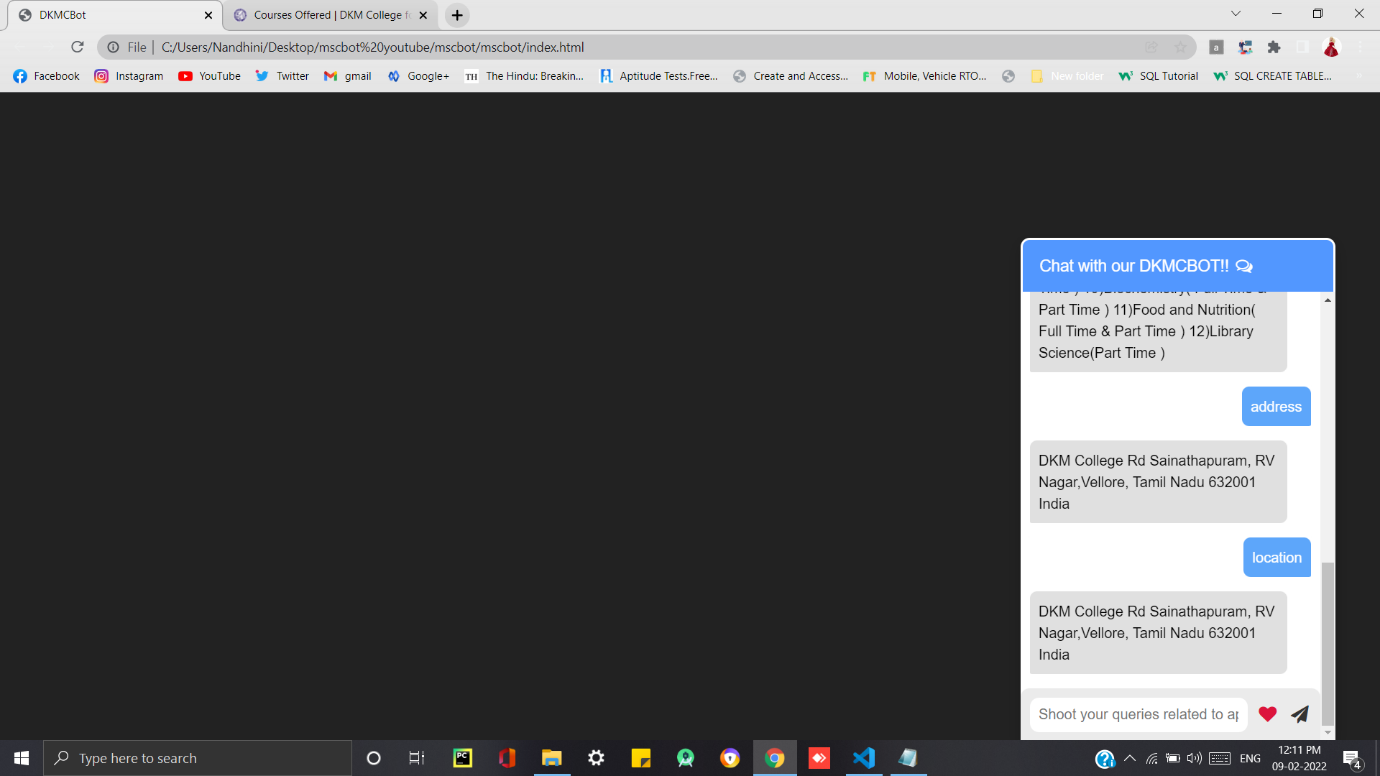 DKMCBot
Courses Offered | DKM College fo
File | C:/Users/Nandhini/Desktop/mscbot%20youtube/mscbot/mscbot/index.html
a
Facebook Instagram YouTube Twitter gmail Google+ TH The Hindu: Breakin... Aptitude Tests.Free... Create and Access... FT Mobile, Vehicle RTO... New folder SQL Tutorial SQL CREATE TABLE...
Chat with our DKMCBOT!!
Part Time ) 11)Food and Nutrition(
Full Time & Part Time ) 12)Library
Science(Part Time )
address
DKM College Rd Sainathapuram, RV
Nagar,Vellore, Tamil Nadu 632001
India
location
DKM College Rd Sainathapuram, RV
Nagar,Vellore, Tamil Nadu 632001
India
Shoot your queries related to ap
Type here to search
PC
ENG
12:11 PM
09-02-2022
4